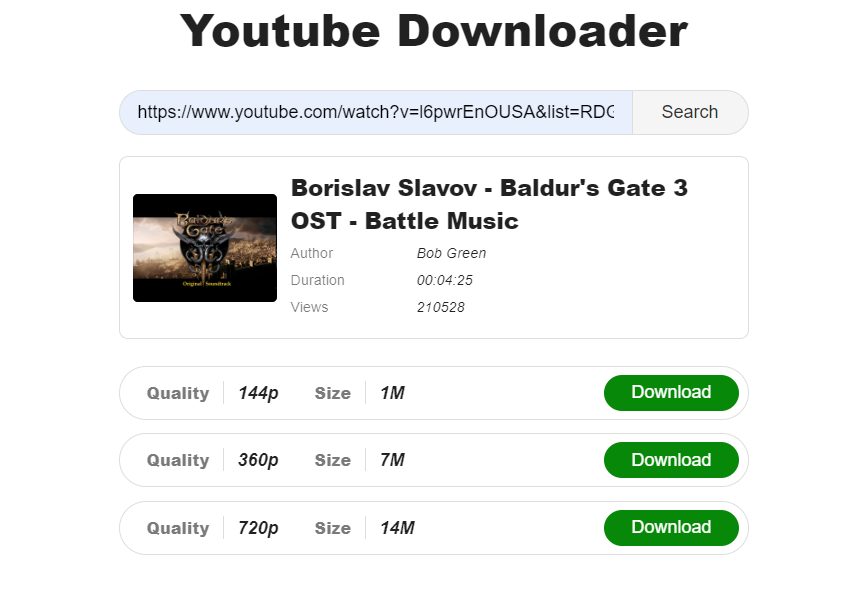 Youtube Downloader
https://www.youtube.com/watch?v=l6pwrEnOUSA&list=RDC
Search
Borislav Slavov - Baldur's Gate 3
OST - Battle Music
Baldur's
Gate
Original Soundtrack
Author Bob Green
Duration 00:04:25
Views 210528
Quality 144p Size 1M Download
Quality 360p Size 7M Download
Quality 720p Size 14M Download